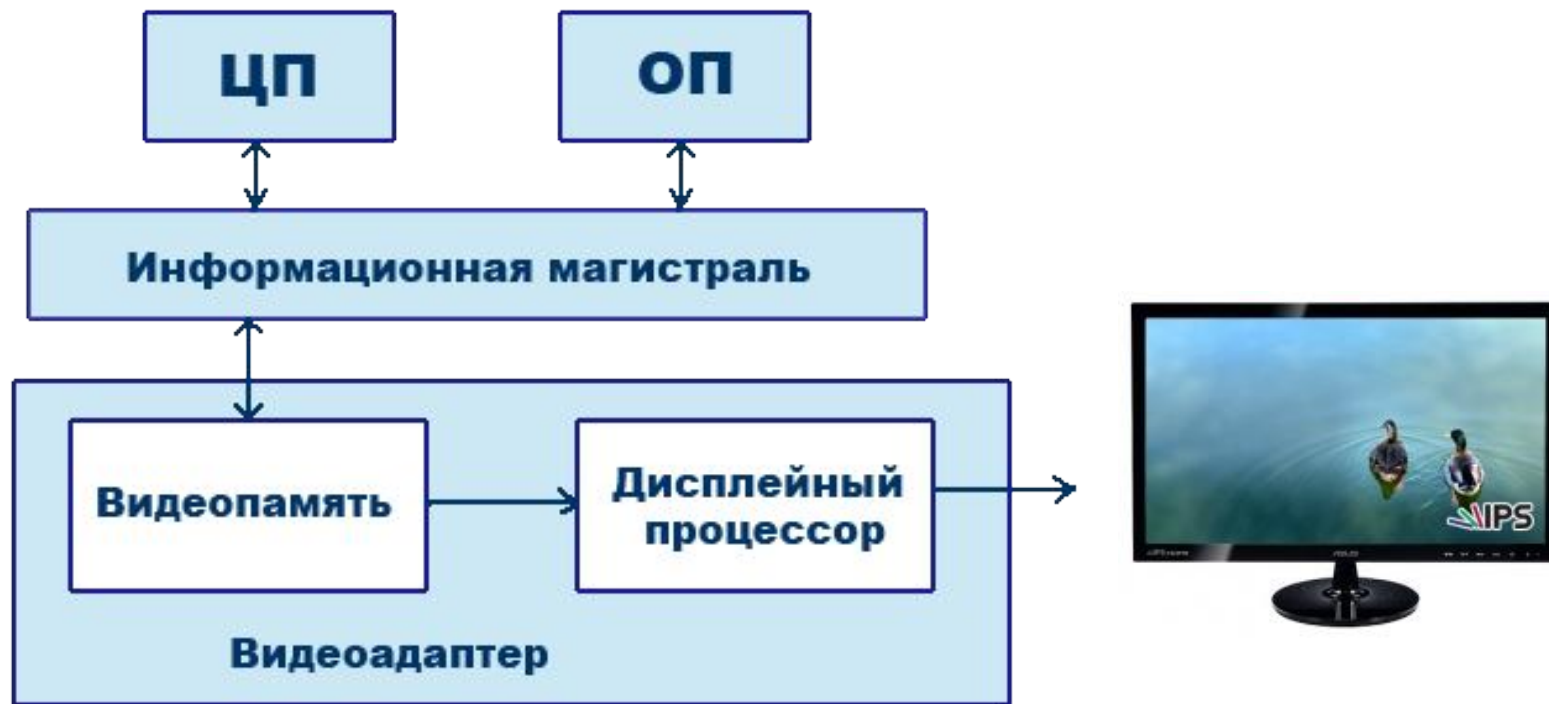 ЦП
ОП
Информационная магистраль
Видеопамять
Дисплейный
процессор
Видеоадаптер
IPS